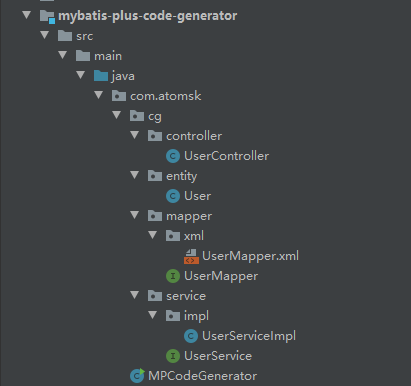 mybatis-plus-code-generator
src
main
java
com.atomsk
cg
controller
UserController
entity
User
mapper
xml
UserMapper.xml
UserMapper
service
impl
UserServiceImpl
UserService
MPCodeGenerator